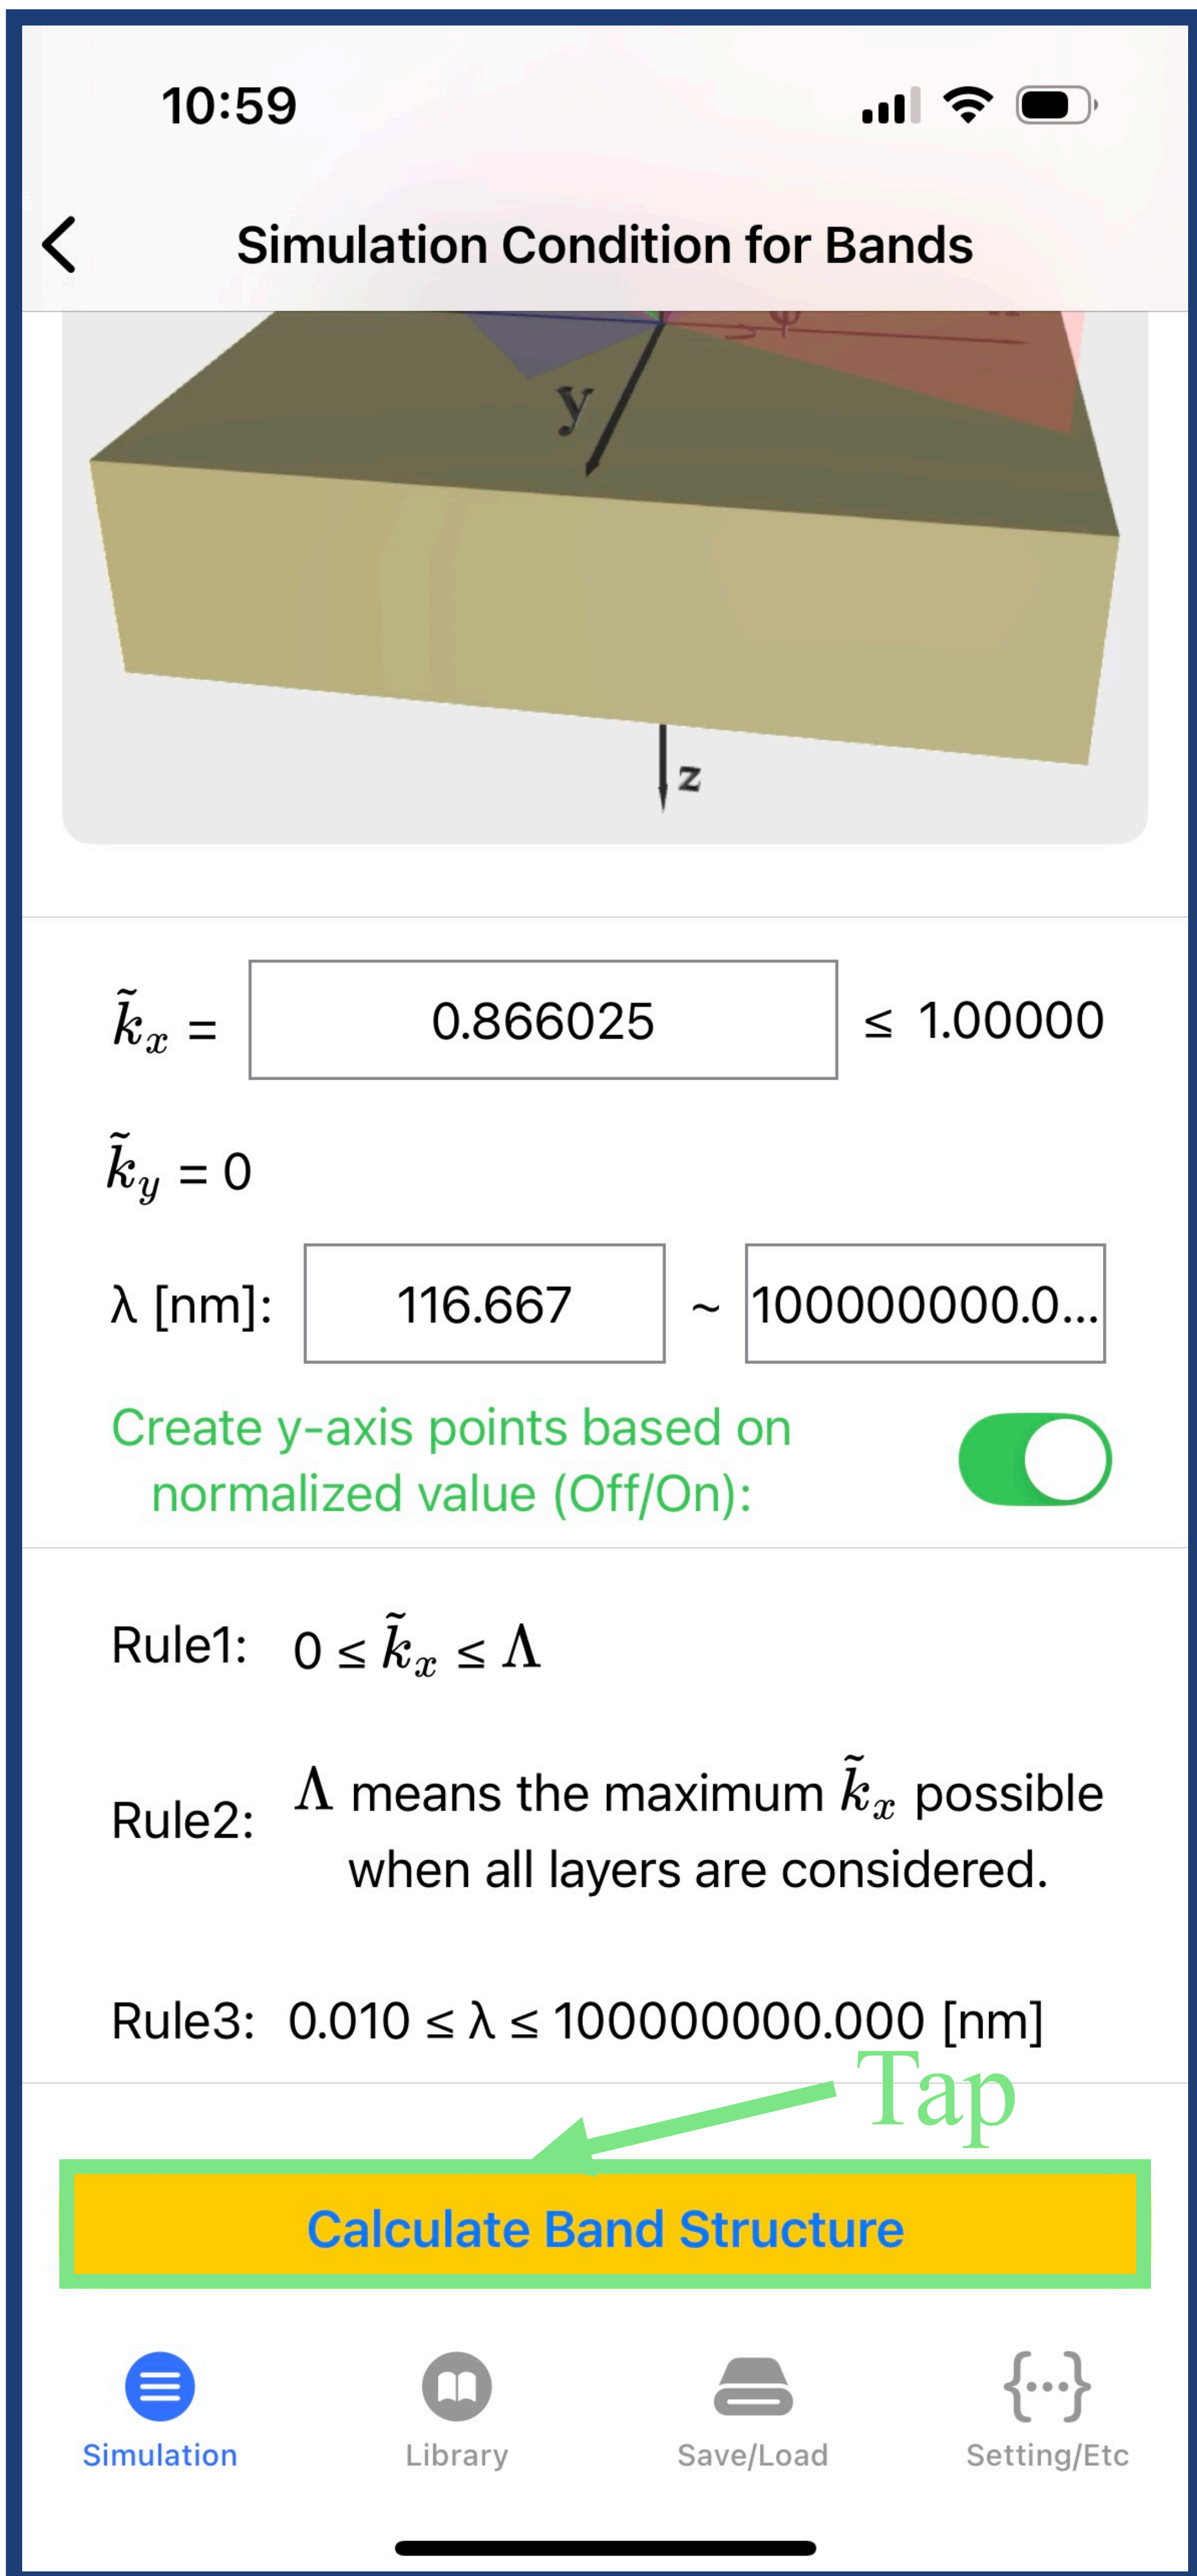 10:59
Simulation Condition for Bands
φ
y
z
k̃ₓ = 0.866025 ≤ 1.00000
k̃_y = 0
λ [nm]: 116.667 ~ 100000000.0...
Create y-axis points based on
normalized value (Off/On):
Rule1: 0 ≤ k̃ₓ ≤ Λ
Rule2: Λ means the maximum k̃ₓ possible
when all layers are considered.
Rule3: 0.010 ≤ λ ≤ 100000000.000 [nm]
Tap
Calculate Band Structure
Simulation Library Save/Load Setting/Etc